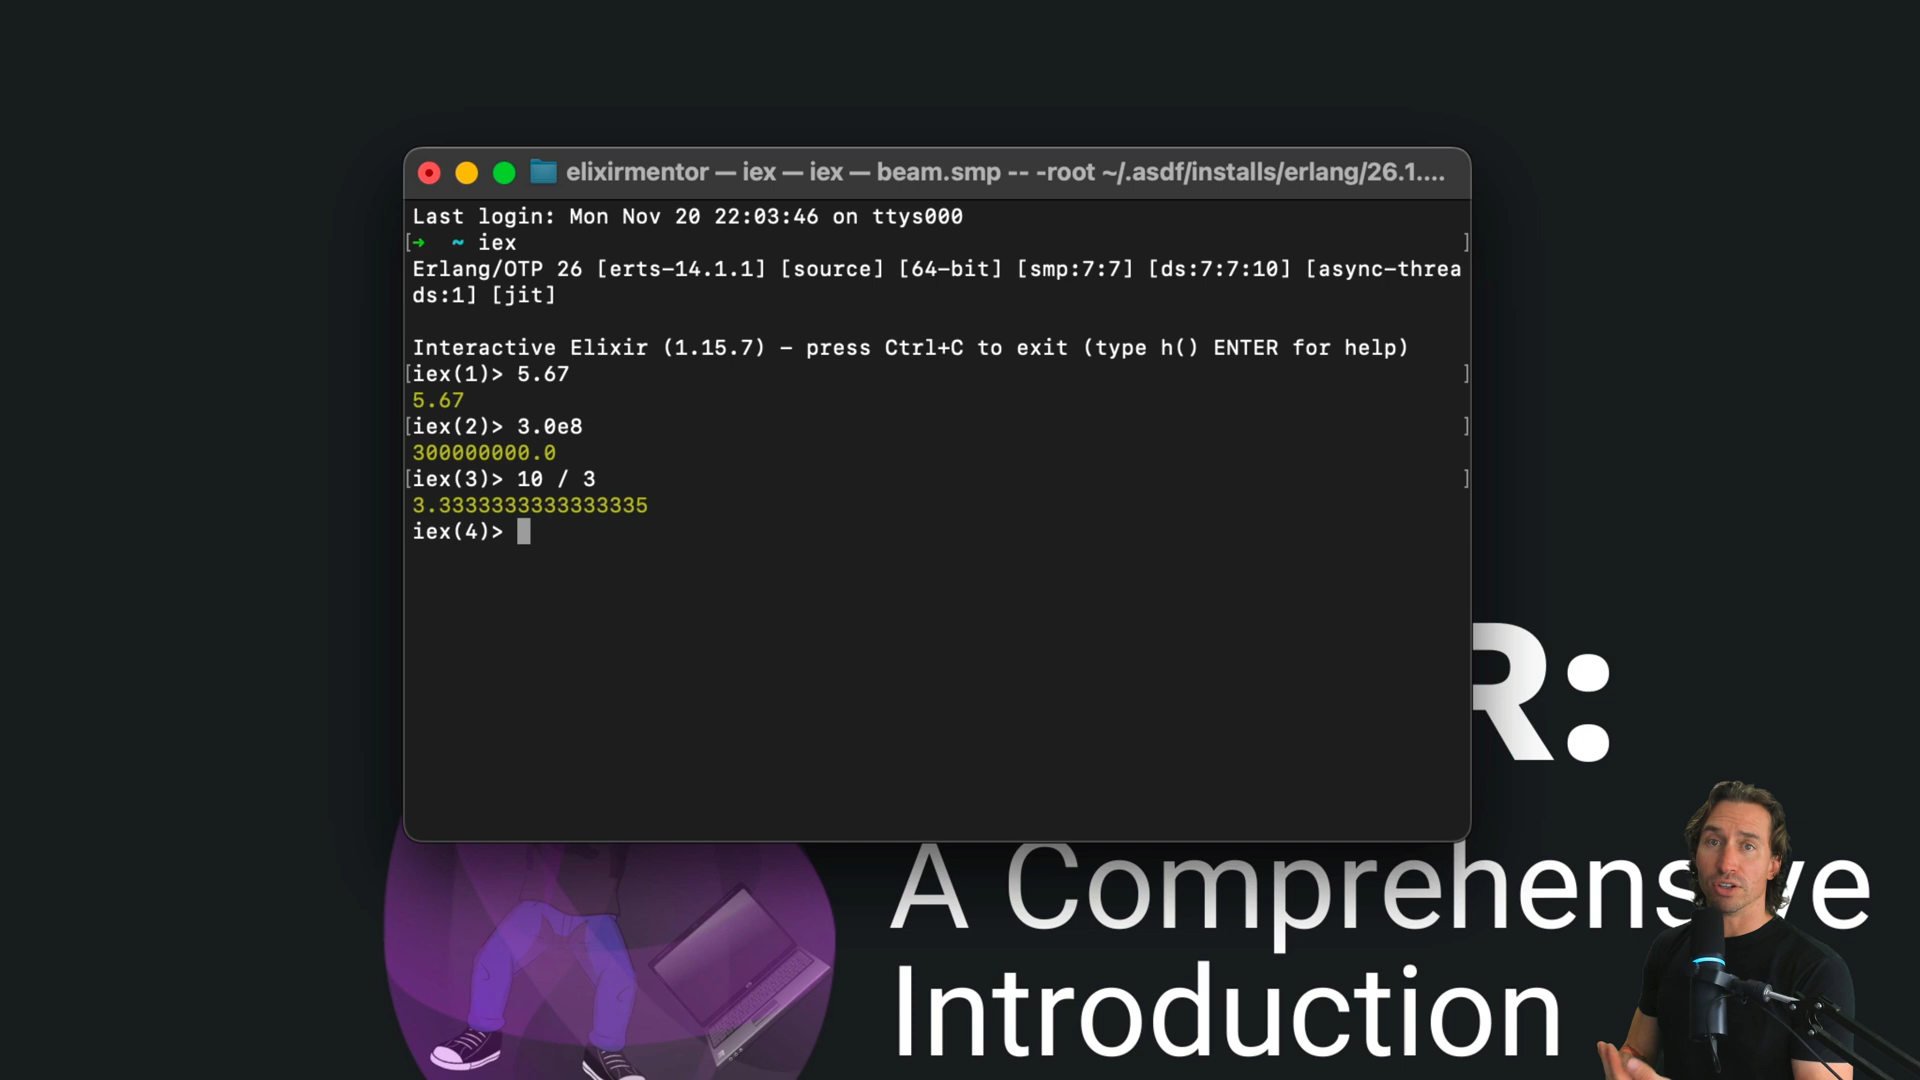 elixirmentor — iex — iex — beam.smp -- -root ~/.asdf/installs/erlang/26.1....
Last login: Mon Nov 20 22:03:46 on ttys000
[→ ~ iex ]
Erlang/OTP 26 [erts-14.1.1] [source] [64-bit] [smp:7:7] [ds:7:7:10] [async-threa
ds:1] [jit]
Interactive Elixir (1.15.7) - press Ctrl+C to exit (type h() ENTER for help)
[iex(1)> 5.67 ]
5.67
[iex(2)> 3.0e8 ]
300000000.0
[iex(3)> 10 / 3 ]
3.3333333333333335
iex(4)>
R:
A Comprehens ve
Introduction